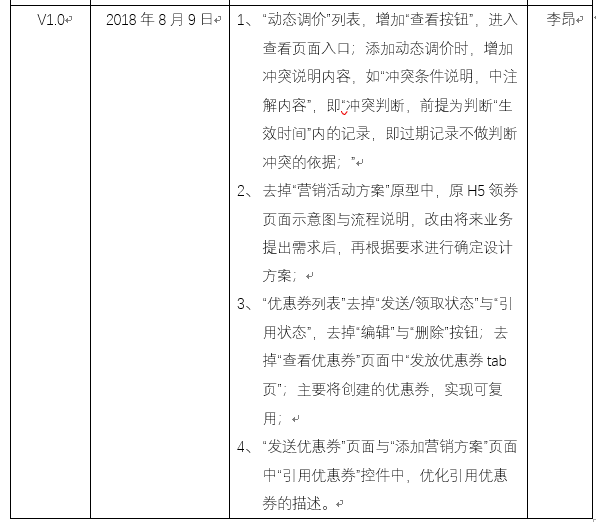 V1.0
2018 年 8 月 9 日
1、 “动态调价”列表，增加“查看按钮”，进入
查看页面入口；添加动态调价时，增加
冲突说明内容，如“冲突条件说明，中注
解内容”，即“冲突判断，前提为判断“生
效时间”内的记录，即过期记录不做判断
冲突的依据；”
2、 去掉“营销活动方案”原型中，原 H5 领券
页面示意图与流程说明，改由将来业务
提出需求后，再根据要求进行确定设计
方案；
3、 “优惠券列表”去掉“发送/领取状态”与“引
用状态”，去掉“编辑”与“删除”按钮；去
掉“查看优惠券”页面中“发放优惠券 tab
页”；主要将创建的优惠券，实现可复
用；
4、 “发送优惠券”页面与“添加营销方案”页面
中“引用优惠券”控件中，优化引用优惠
券的描述。
李昂